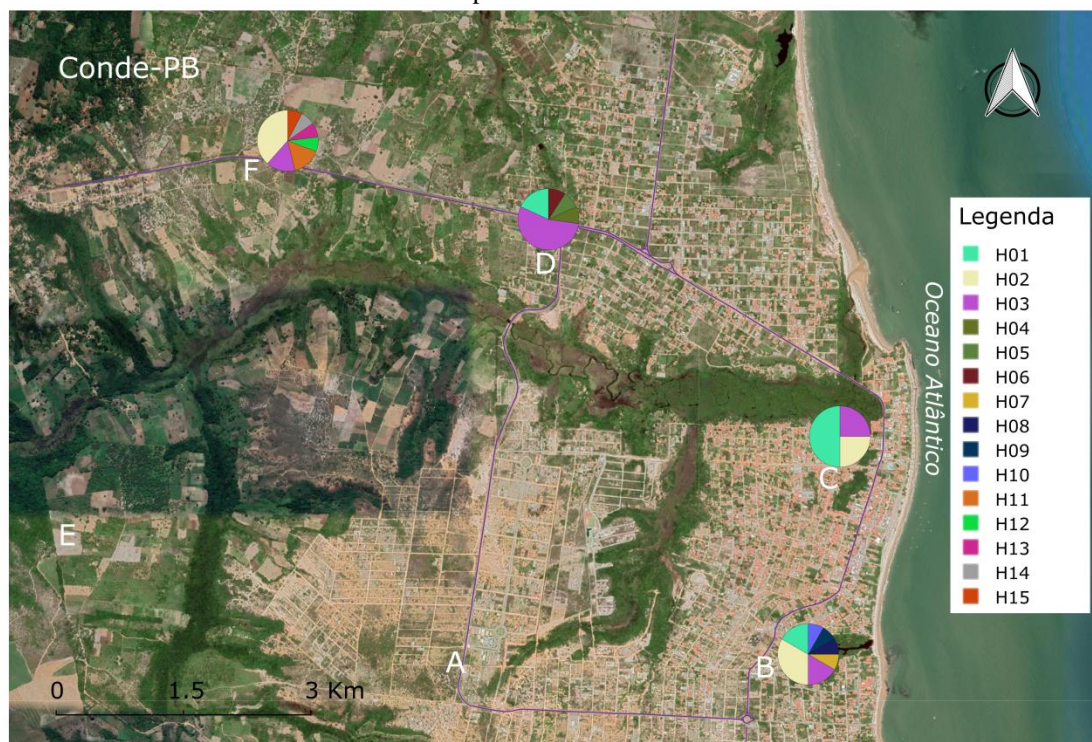 Conde-PB
F
D
Legenda
H01
H02
H03
H04
H05
H06
H07
H08
H09
H10
H11
H12
H13
H14
H15
Oceano Atlântico
C
E
A
B
0 1.5 3 Km